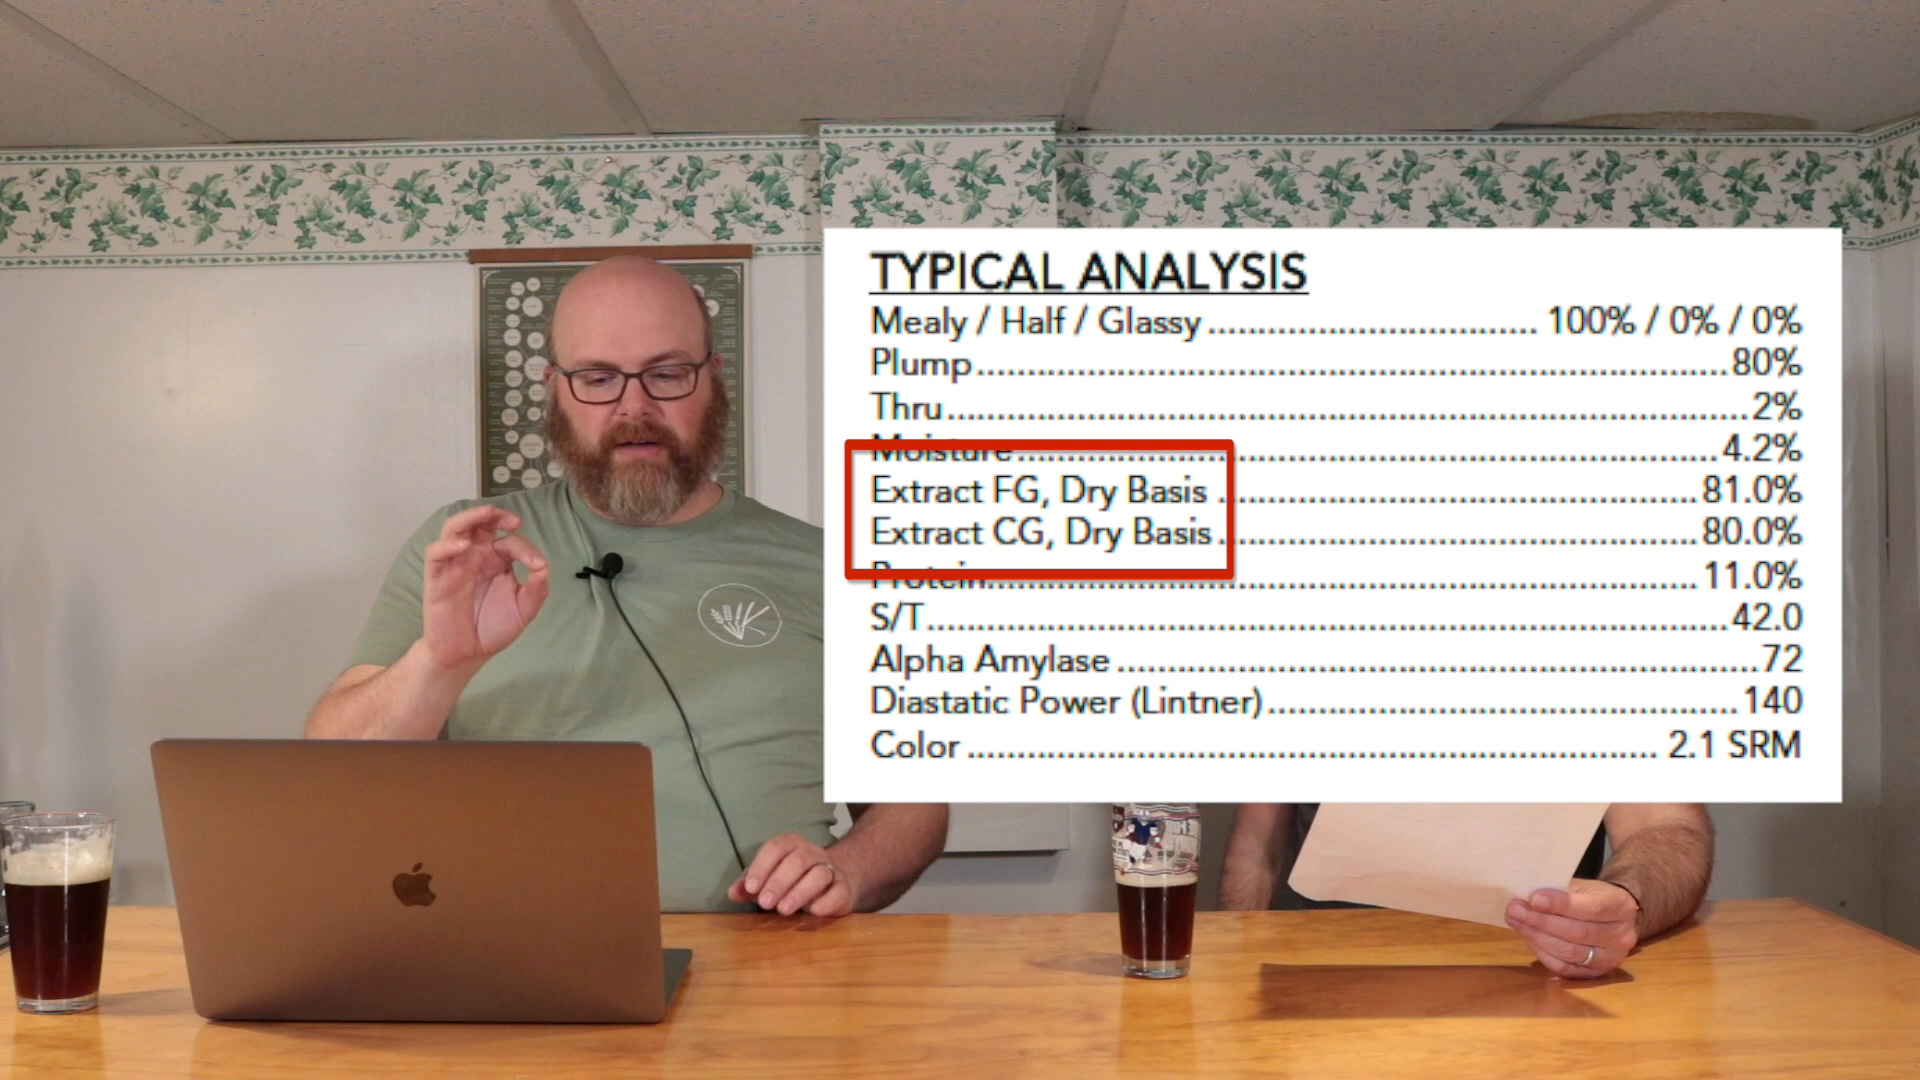 TYPICAL ANALYSIS
Mealy / Half / Glassy ................................ 100% / 0% / 0%
Plump ........................................................................ 80%
Thru ............................................................................. 2%
Moisture .................................................................... 4.2%
Extract FG, Dry Basis .............................................. 81.0%
Extract CG, Dry Basis .............................................. 80.0%
Protein ..................................................................... 11.0%
S/T ............................................................................. 42.0
Alpha Amylase .............................................................. 72
Diastatic Power (Lintner) ............................................. 140
Color .................................................................. 2.1 SRM